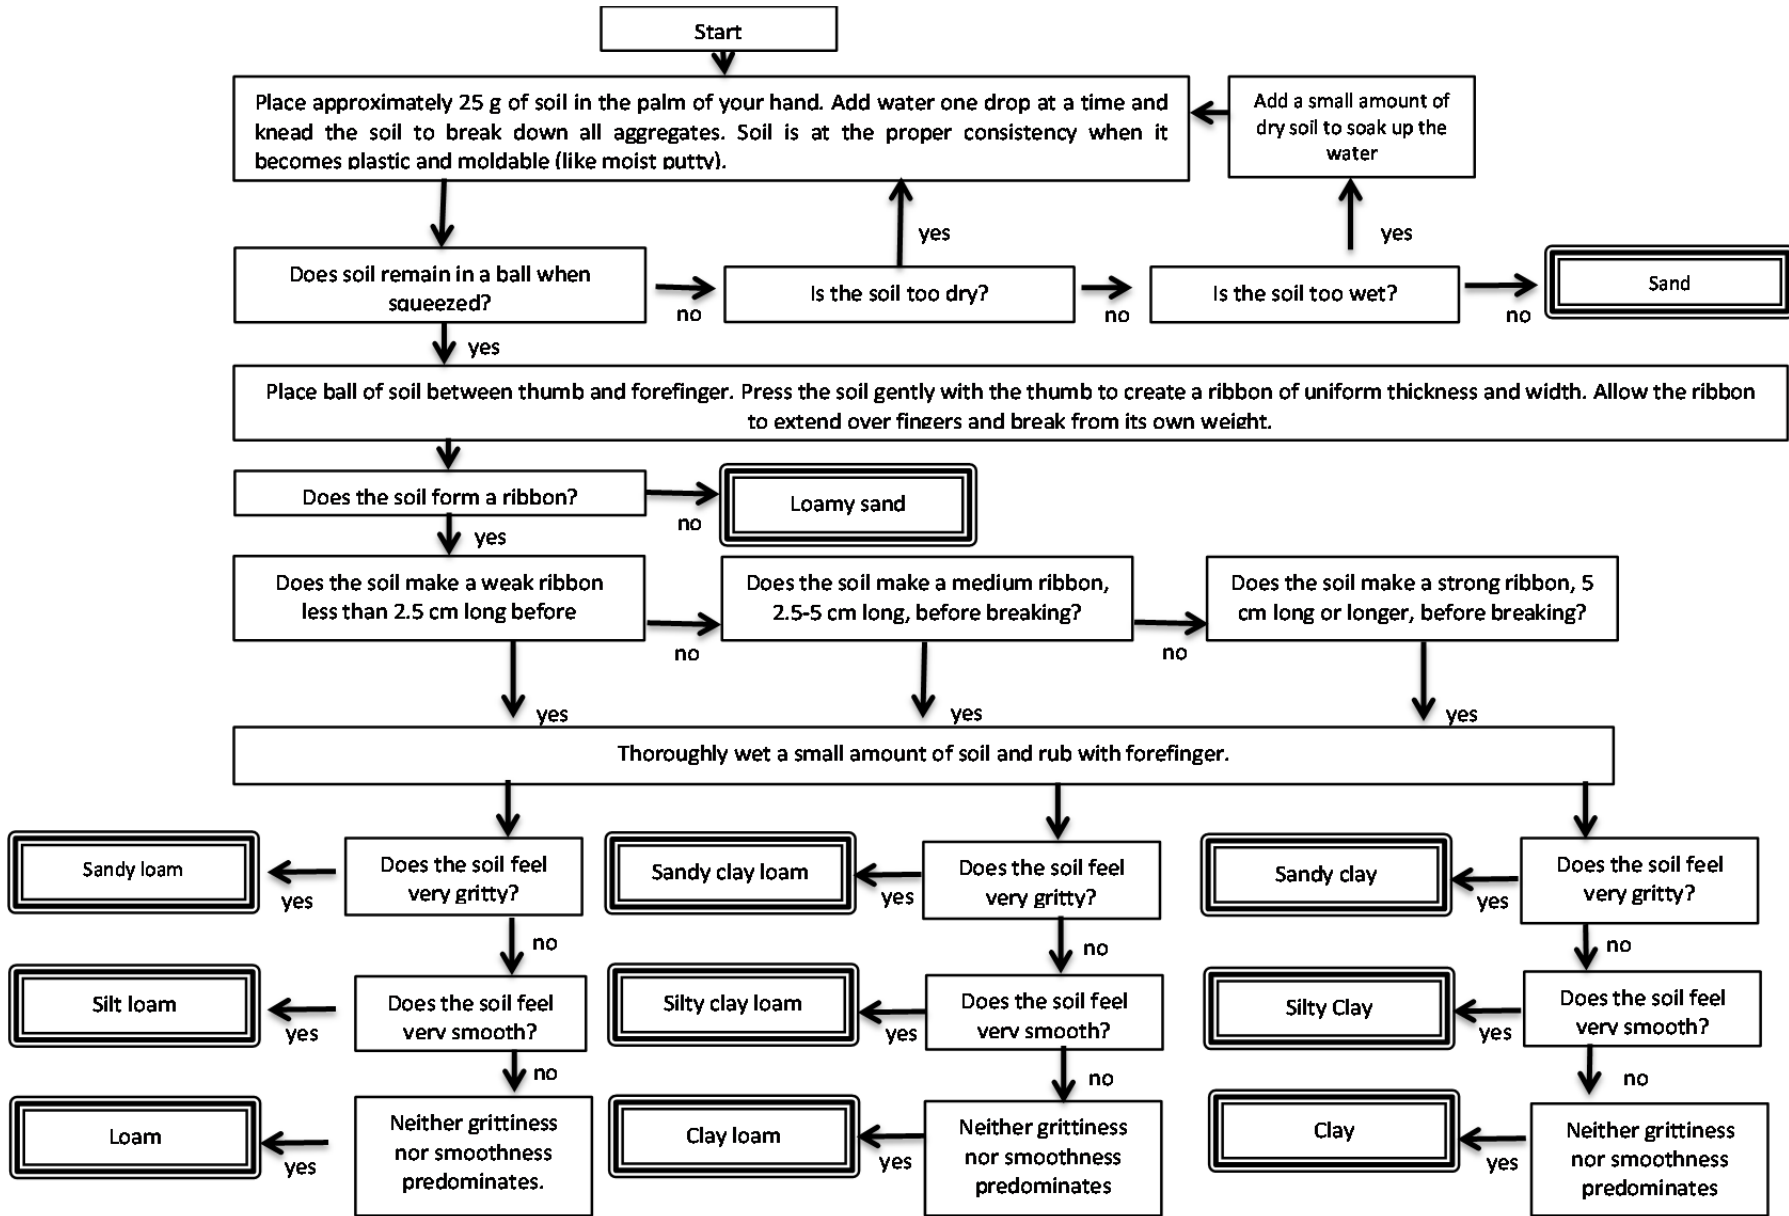 Start
Place approximately 25 g of soil in the palm of your hand. Add water one drop at a time and
knead the soil to break down all aggregates. Soil is at the proper consistency when it
becomes plastic and moldable (like moist putty).
Add a small amount of
dry soil to soak up the
water
yes
yes
Does soil remain in a ball when
squeezed?
no
Is the soil too dry?
no
Is the soil too wet?
no
Sand
yes
Place ball of soil between thumb and forefinger. Press the soil gently with the thumb to create a ribbon of uniform thickness and width. Allow the ribbon
to extend over fingers and break from its own weight.
Does the soil form a ribbon?
no
Loamy sand
yes
Does the soil make a weak ribbon
less than 2.5 cm long before
no
Does the soil make a medium ribbon,
2.5-5 cm long, before breaking?
no
Does the soil make a strong ribbon, 5
cm long or longer, before breaking?
yes
yes
yes
Thoroughly wet a small amount of soil and rub with forefinger.
Sandy loam
yes
Does the soil feel
very gritty?
Sandy clay loam
yes
Does the soil feel
very gritty?
Sandy clay
yes
Does the soil feel
very gritty?
no
no
no
Silt loam
yes
Does the soil feel
very smooth?
Silty clay loam
yes
Does the soil feel
very smooth?
Silty Clay
yes
Does the soil feel
very smooth?
no
no
no
Loam
yes
Neither grittiness
nor smoothness
predominates.
Clay loam
yes
Neither grittiness
nor smoothness
predominates
Clay
yes
Neither grittiness
nor smoothness
predominates